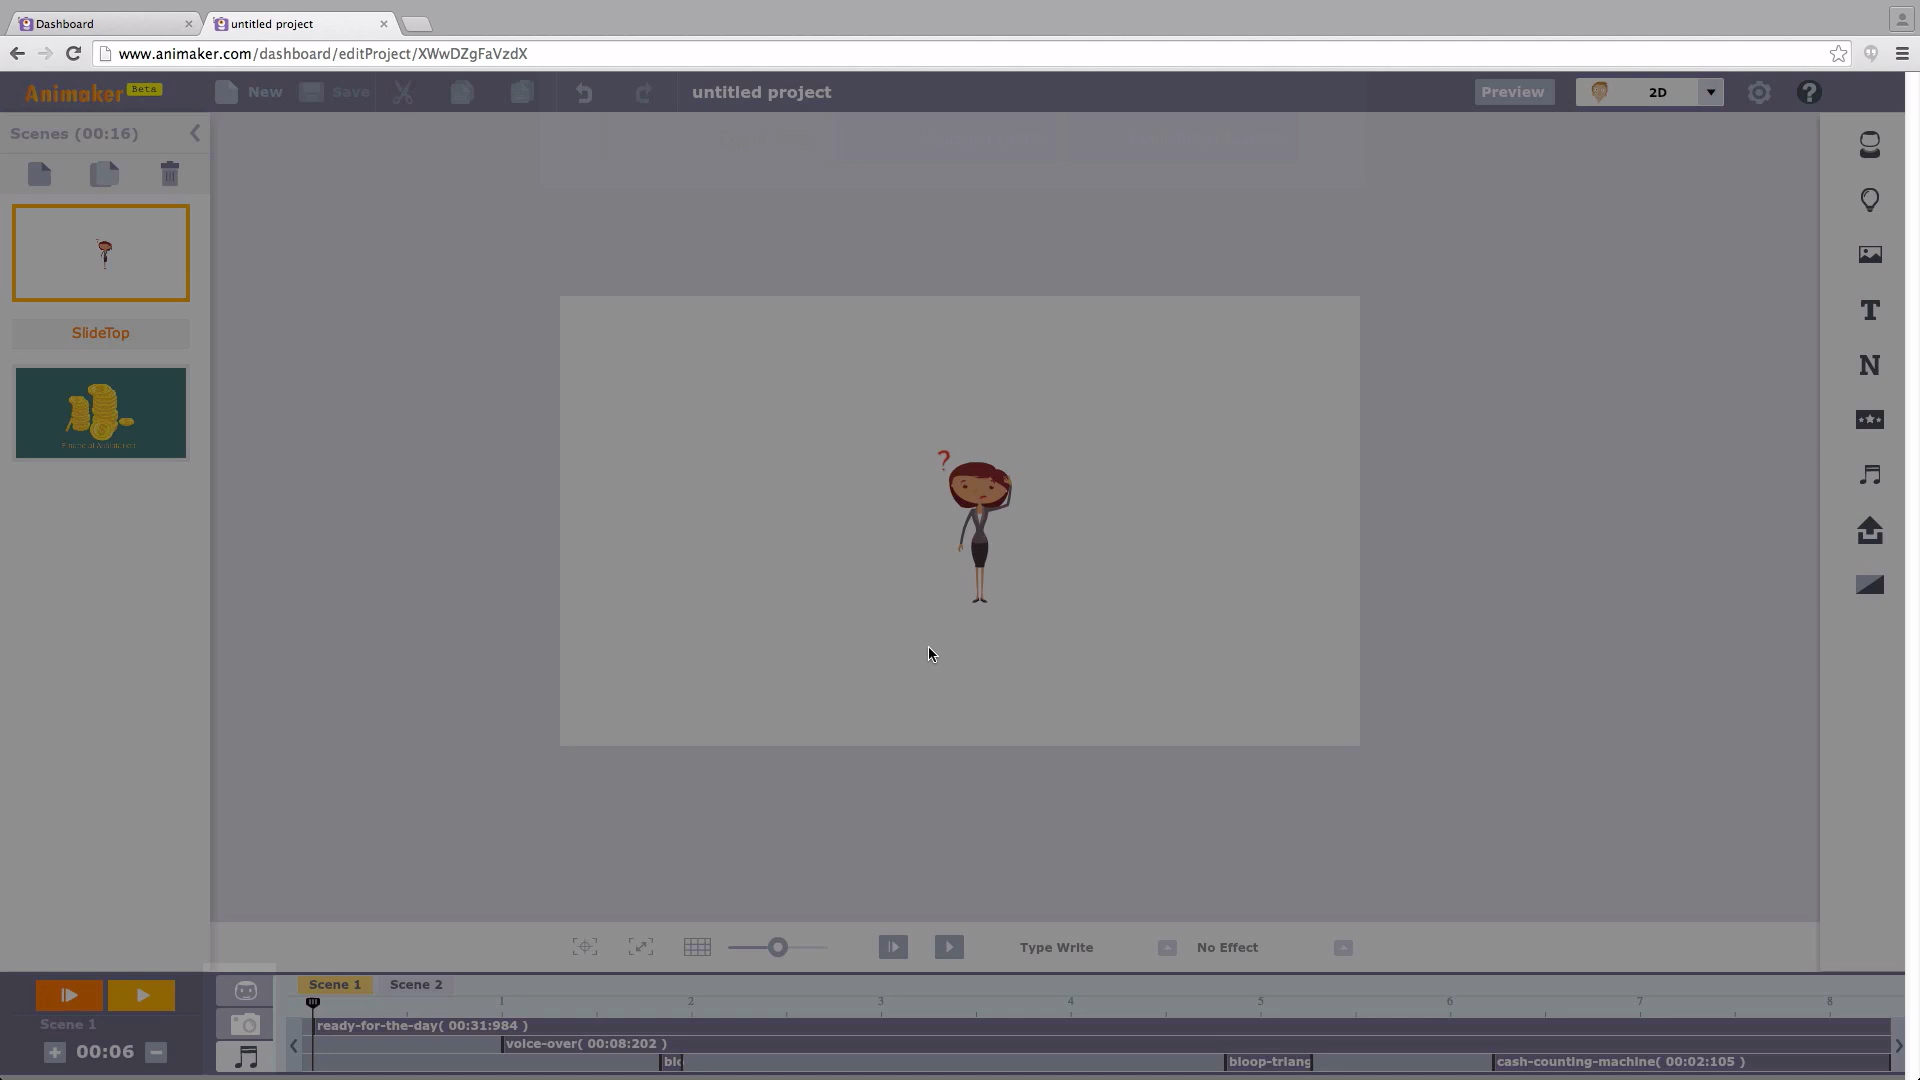 Dashboard
untitled project
www.animaker.com/dashboard/editProject/XWwDZgFaVzdX
Animaker Beta
New
Save
untitled project
Preview
2D
?
Scenes (00:16)
SlideTop
?
T
N
Type Write
No Effect
Scene 1
Scene 2
1 2 3 4 5 6 7 8
Scene 1
00:06
ready-for-the-day( 00:31:984 )
voice-over( 00:08:202 )
bloop-triang
cash-counting-machine( 00:02:105 )